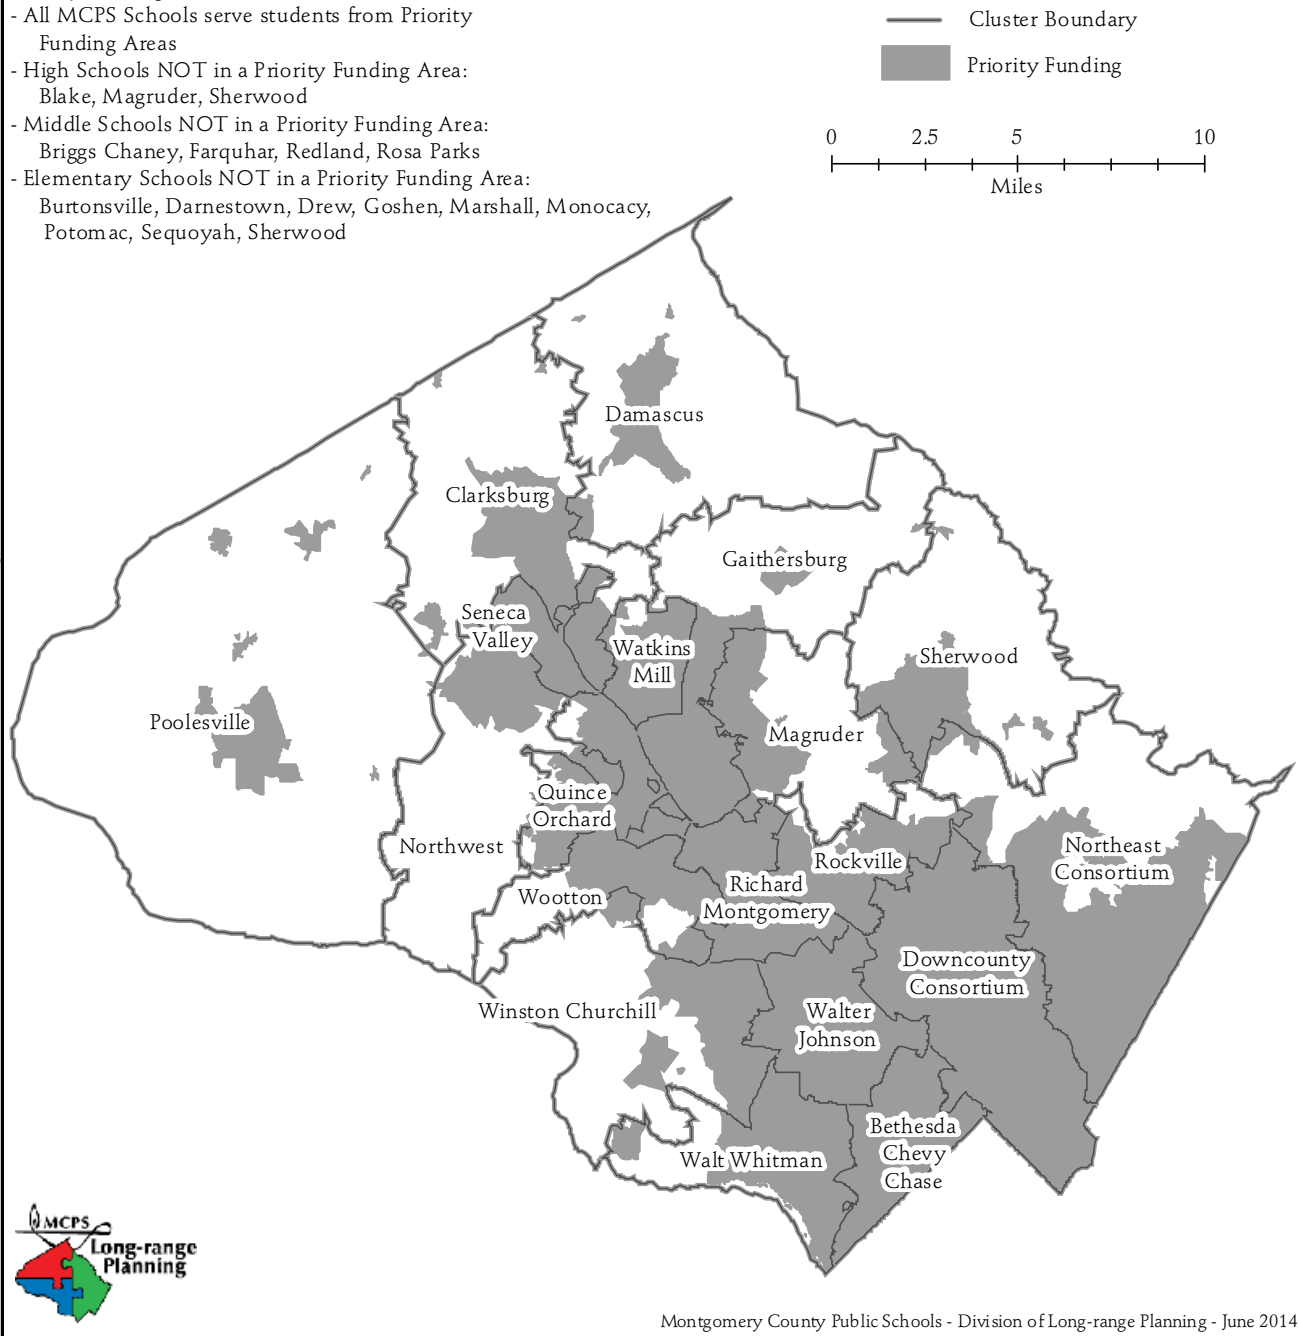 - All MCPS Schools serve students from Priority
Funding Areas
- High Schools NOT in a Priority Funding Area:
Blake, Magruder, Sherwood
- Middle Schools NOT in a Priority Funding Area:
Briggs Chaney, Farquhar, Redland, Rosa Parks
- Elementary Schools NOT in a Priority Funding Area:
Burtonsville, Darnestown, Drew, Goshen, Marshall, Monocacy,
Potomac, Sequoyah, Sherwood
Cluster Boundary
Priority Funding
0 2.5 5 10
Miles
Damascus
Clarksburg
Gaithersburg
Seneca
Valley
Watkins
Mill
Sherwood
Poolesville
Magruder
Quince
Orchard
Northwest
Rockville
Northeast
Consortium
Wootton
Richard
Montgomery
Downcounty
Consortium
Winston Churchill
Walter
Johnson
Bethesda
Chevy
Chase
Walt Whitman
MCPS
Long-range
Planning
Montgomery County Public Schools - Division of Long-range Planning - June 2014